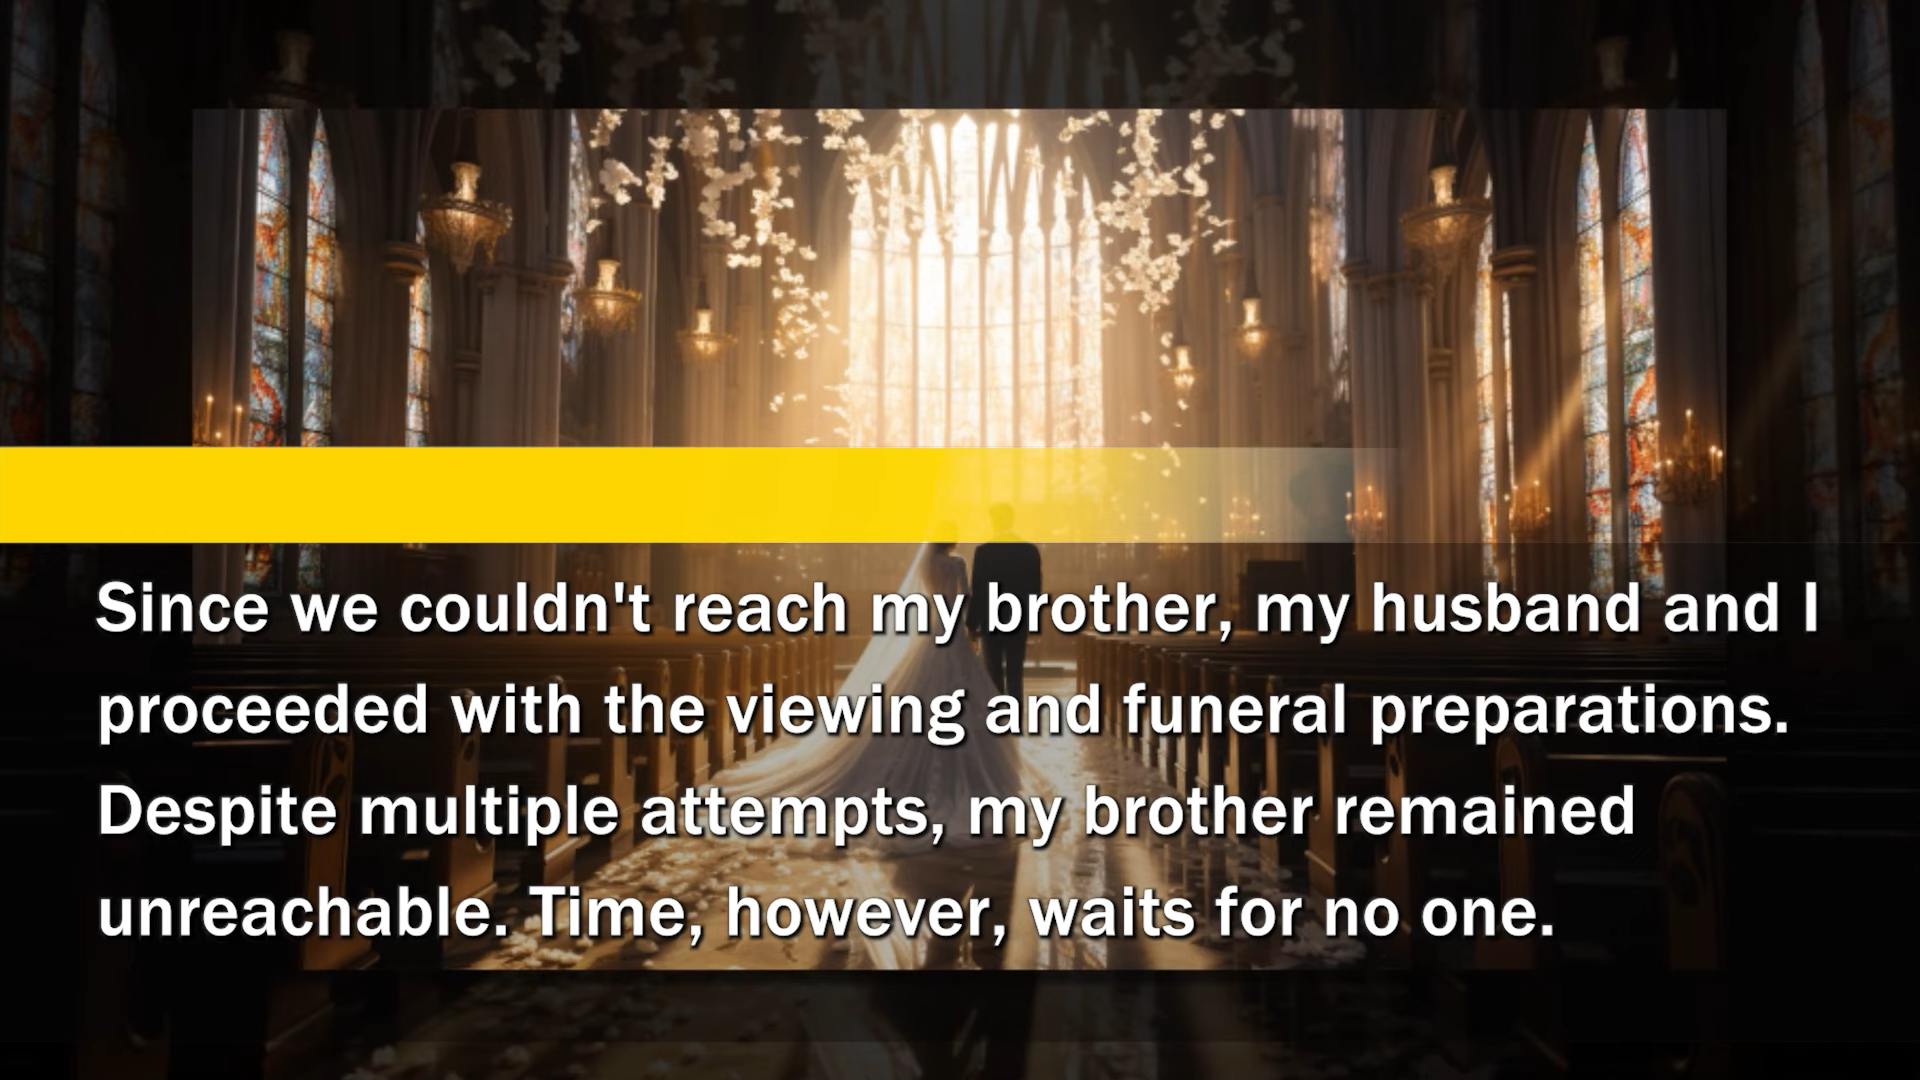 Since we couldn't reach my brother, my husband and I
proceeded with the viewing and funeral preparations.
Despite multiple attempts, my brother remained
unreachable. Time, however, waits for no one.